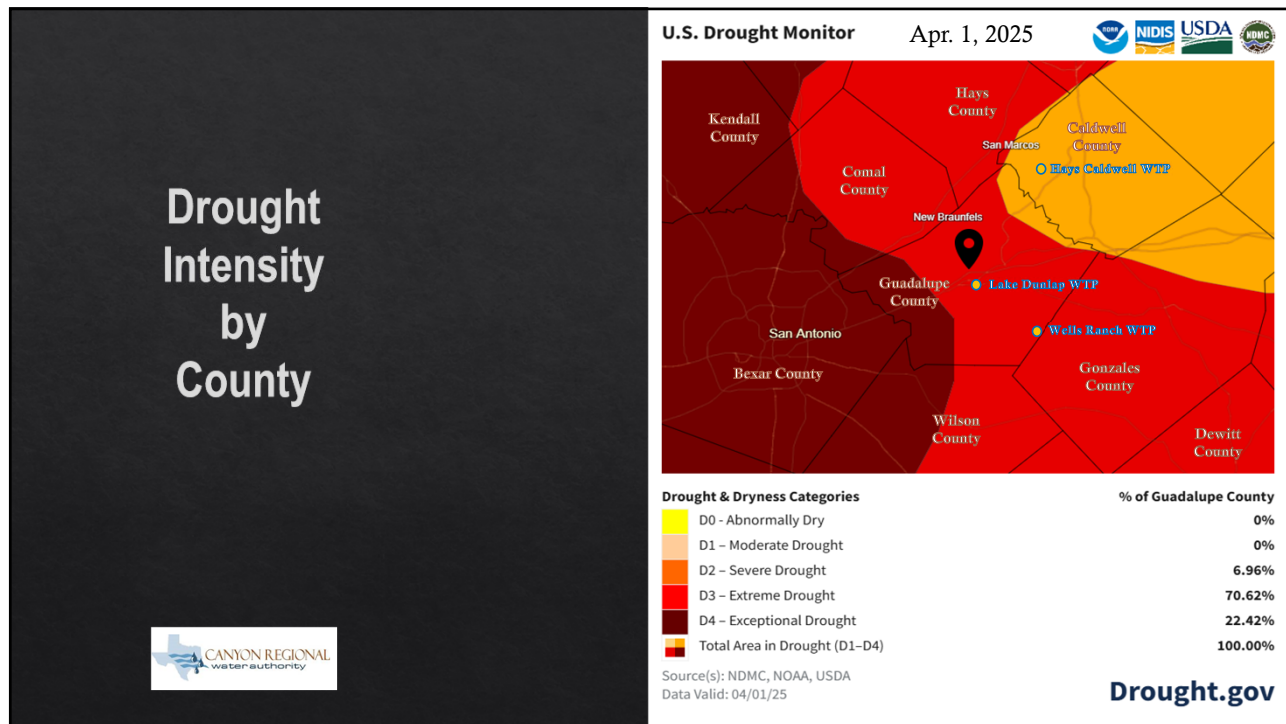 Drought
Intensity
by
County
CANYON REGIONAL
water authority
U.S. Drought Monitor
Apr. 1, 2025
NOAA
NIDIS
USDA
NDMC
Kendall
County
Hays
County
Caldwell
County
San Marcos
Hays Caldwell WTP
Comal
County
New Braunfels
Guadalupe
County
Lake Dunlap WTP
San Antonio
Wells Ranch WTP
Bexar County
Gonzales
County
Wilson
County
Dewitt
County
Drought & Dryness Categories % of Guadalupe County
D0 - Abnormally Dry 0%
D1 – Moderate Drought 0%
D2 – Severe Drought 6.96%
D3 – Extreme Drought 70.62%
D4 – Exceptional Drought 22.42%
Total Area in Drought (D1–D4) 100.00%
Source(s): NDMC, NOAA, USDA
Data Valid: 04/01/25
Drought.gov